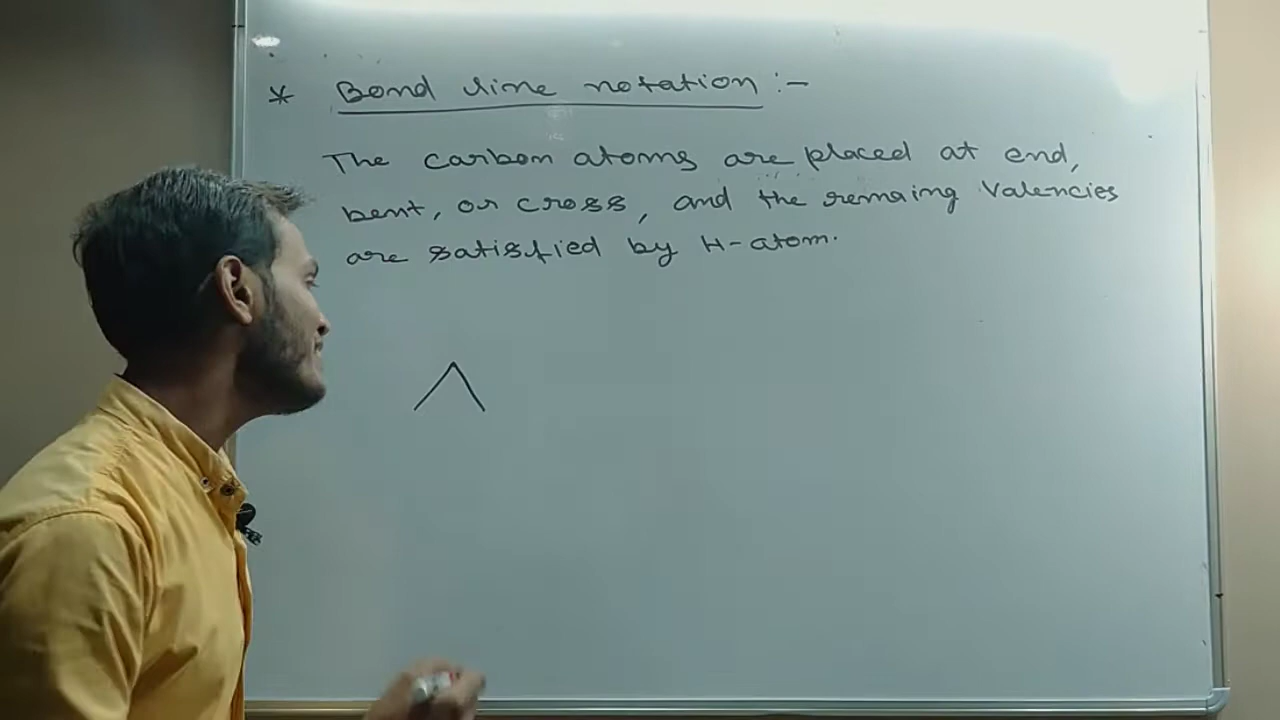 * Bond line notation :-
The carbon atoms are placed at end,
bent, or cross, and the remaing Valencies
are satisfied by H-atom.